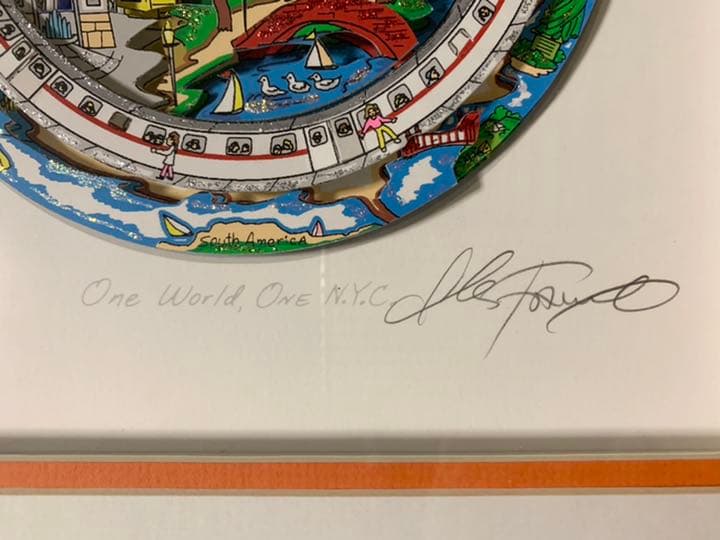 South America
One World, One N.Y.C.